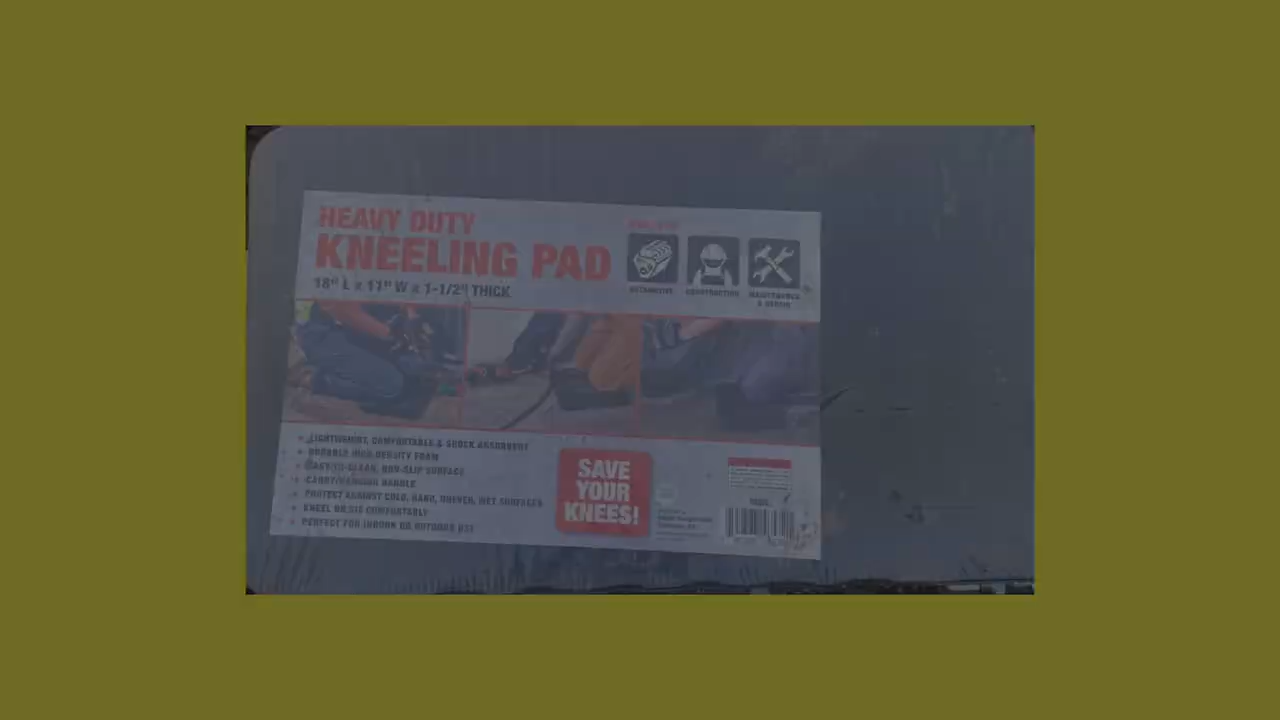 HEAVY DUTY
KNEELING PAD
18" L x 11" W x 1-1/2" THICK
AUTOMOTIVE
CONSTRUCTION
MAINTENANCE
& REPAIR
• LIGHTWEIGHT, COMFORTABLE & SHOCK ABSORBENT
• DURABLE HIGH-DENSITY FOAM
• EASY-TO-CLEAN, NON-SLIP SURFACE
• CARRY/HANGING HANDLE
• PROTECT AGAINST COLD, HARD, UNEVEN, WET SURFACES
• KNEEL OR SIT COMFORTABLY
• PERFECT FOR INDOOR OR OUTDOOR USE
SAVE
YOUR
KNEES!